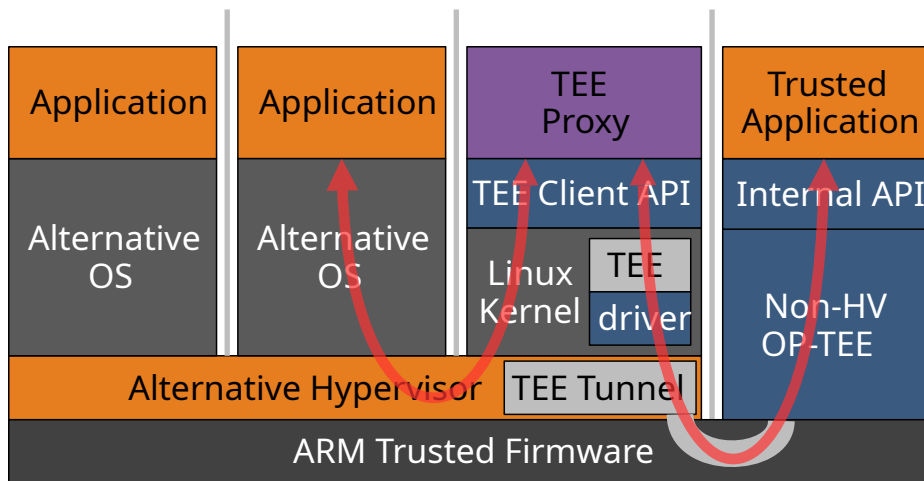 Application
Application
TEE
Proxy
Trusted
Application
TEE Client API
Internal API
Alternative
OS
Alternative
OS
Linux
Kernel
TEE
driver
Non-HV
OP-TEE
Alternative Hypervisor
TEE Tunnel
ARM Trusted Firmware